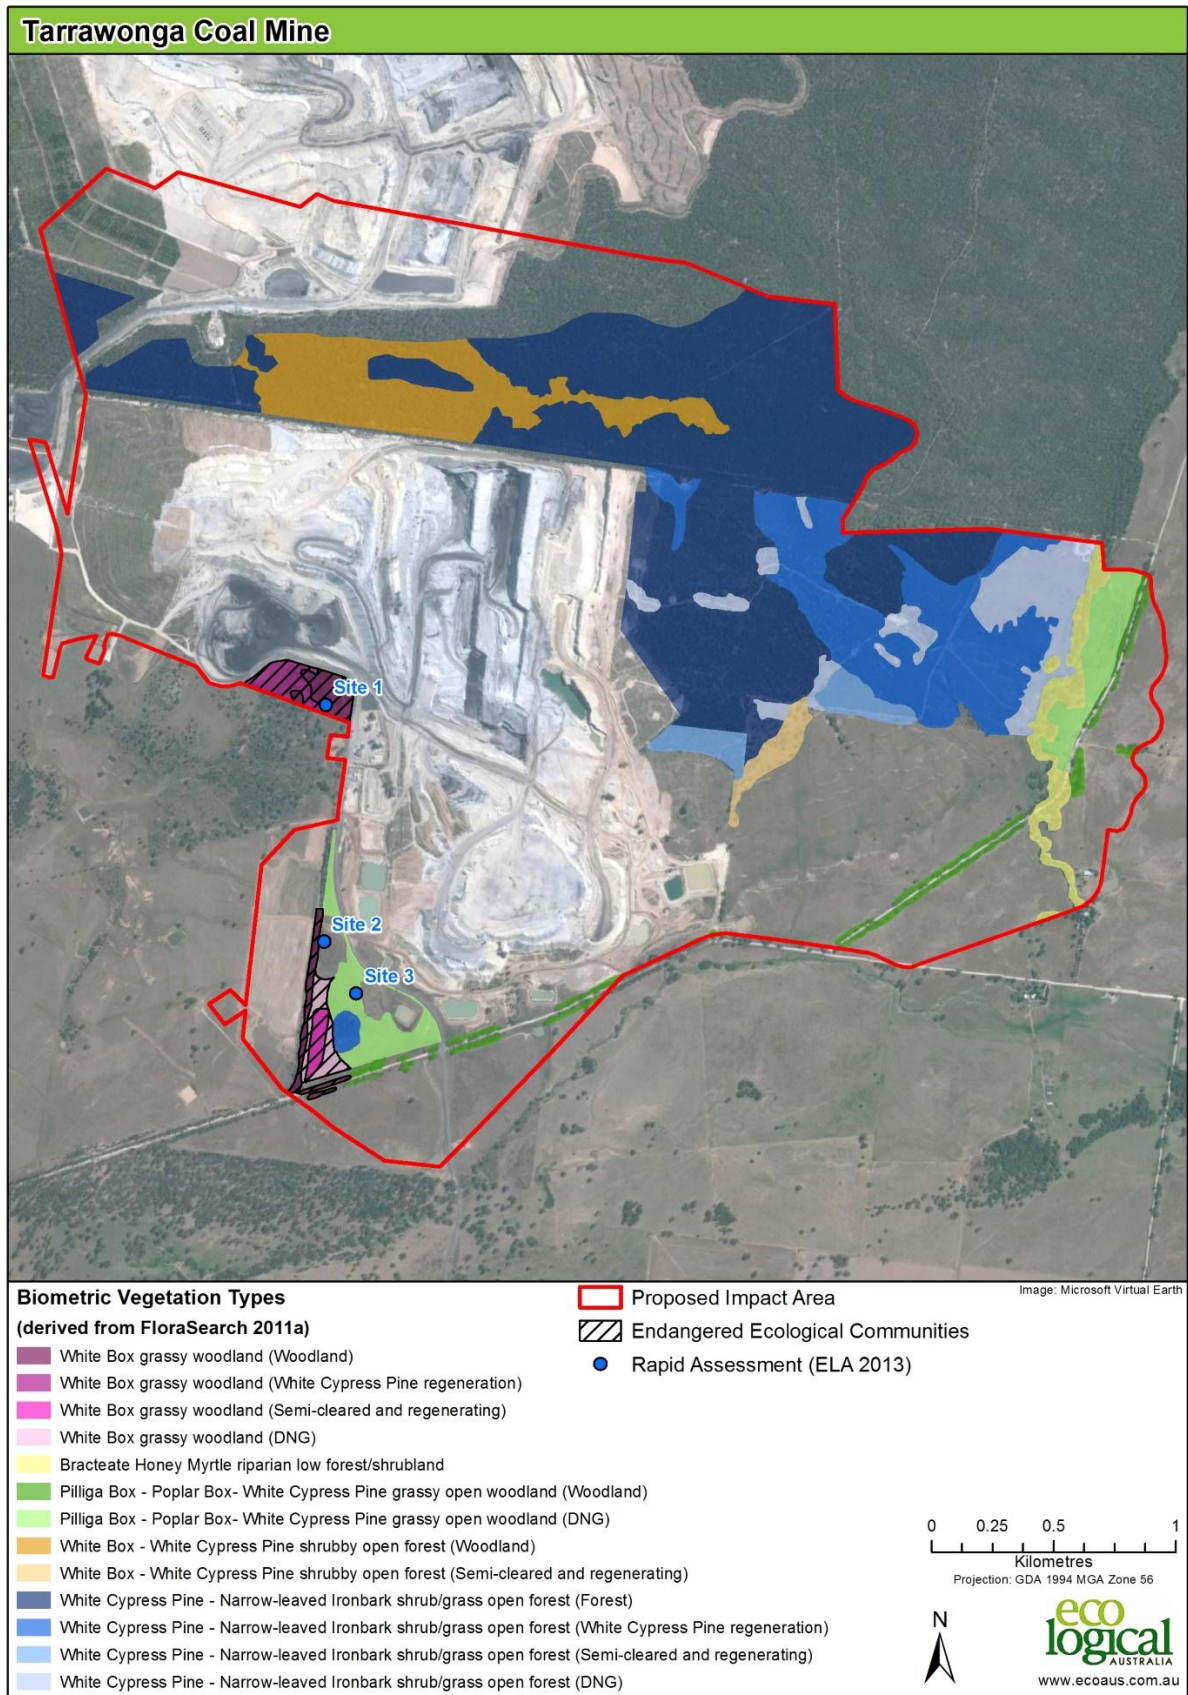 Tarrawonga Coal Mine
Site 1
Site 2
Site 3
Biometric Vegetation Types
(derived from FloraSearch 2011a)
White Box grassy woodland (Woodland)
White Box grassy woodland (White Cypress Pine regeneration)
White Box grassy woodland (Semi-cleared and regenerating)
White Box grassy woodland (DNG)
Bracteate Honey Myrtle riparian low forest/shrubland
Pilliga Box - Poplar Box- White Cypress Pine grassy open woodland (Woodland)
Pilliga Box - Poplar Box- White Cypress Pine grassy open woodland (DNG)
White Box - White Cypress Pine shrubby open forest (Woodland)
White Box - White Cypress Pine shrubby open forest (Semi-cleared and regenerating)
White Cypress Pine - Narrow-leaved Ironbark shrub/grass open forest (Forest)
White Cypress Pine - Narrow-leaved Ironbark shrub/grass open forest (White Cypress Pine regeneration)
White Cypress Pine - Narrow-leaved Ironbark shrub/grass open forest (Semi-cleared and regenerating)
White Cypress Pine - Narrow-leaved Ironbark shrub/grass open forest (DNG)
Proposed Impact Area
Endangered Ecological Communities
Rapid Assessment (ELA 2013)
Image: Microsoft Virtual Earth
0 0.25 0.5 1
Kilometres
Projection: GDA 1994 MGA Zone 56
N
eco
logical
AUSTRALIA
www.ecoaus.com.au